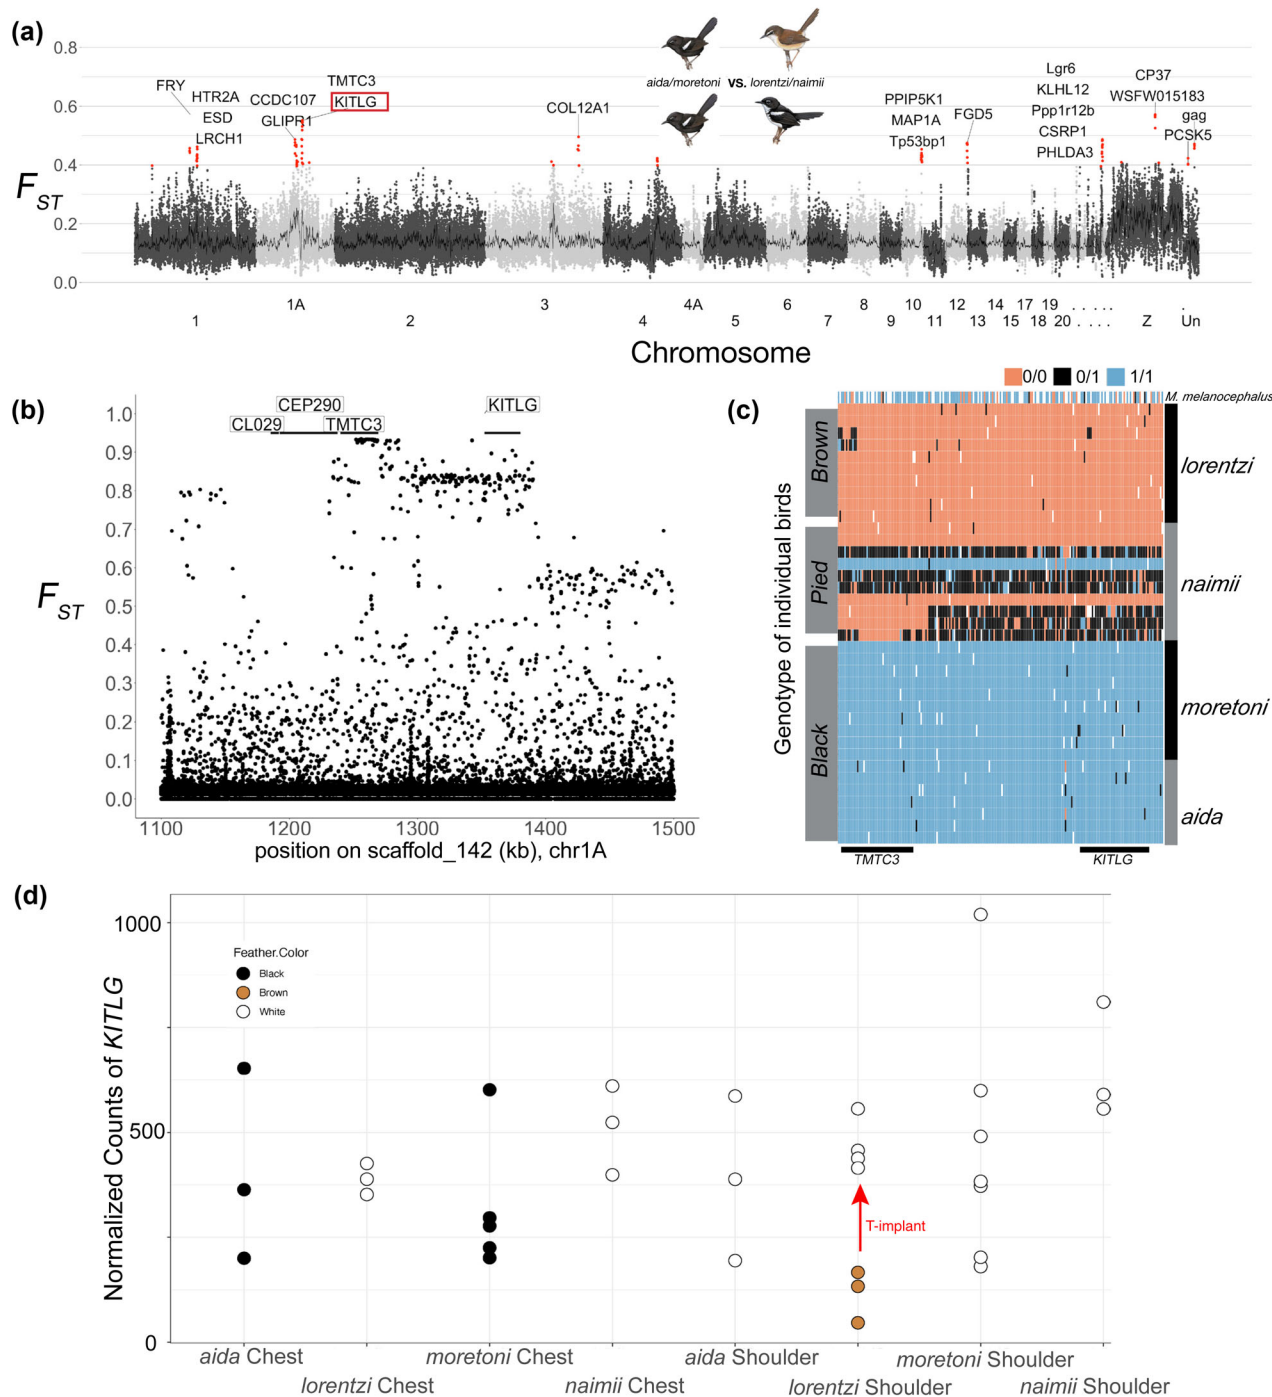 (a)
0.8
0.6
0.4
0.2
0.0
FST
FRY
HTR2A
ESD
LRCH1
CCDC107
GLIPR1
TMTC3
KITLG
COL12A1
aida/moretoni VS. lorentzi/naimii
PPIP5K1
MAP1A
Tp53bp1
FGD5
Lgr6
KLHL12
Ppp1r12b
CSRP1
PHLDA3
CP37
WSFW015183
gag
PCSK5
1A 3 4A 6 8 10 12 14 17 19 . . . . . .
1 2 4 5 7 9 11 13 15 18 20 . . . . Z Un
Chromosome
(b)
1.0
0.9
0.8
0.7
0.6
0.5
0.4
0.3
0.2
0.1
0.0
FST
CEP290
KITLG
CL029
TMTC3
1100 1200 1300 1400 1500
position on scaffold_142 (kb), chr1A
(c)
0/0 0/1 1/1
M. melanocephalus
Genotype of individual birds
Brown
Pied
Black
lorentzi
naimii
moretoni
aida
TMTC3
KITLG
(d)
Normalized Counts of KITLG
1000
500
0
Feather.Color
Black
Brown
White
T-implant
aida Chest
lorentzi Chest
moretoni Chest
naimii Chest
aida Shoulder
lorentzi Shoulder
moretoni Shoulder
naimii Shoulder